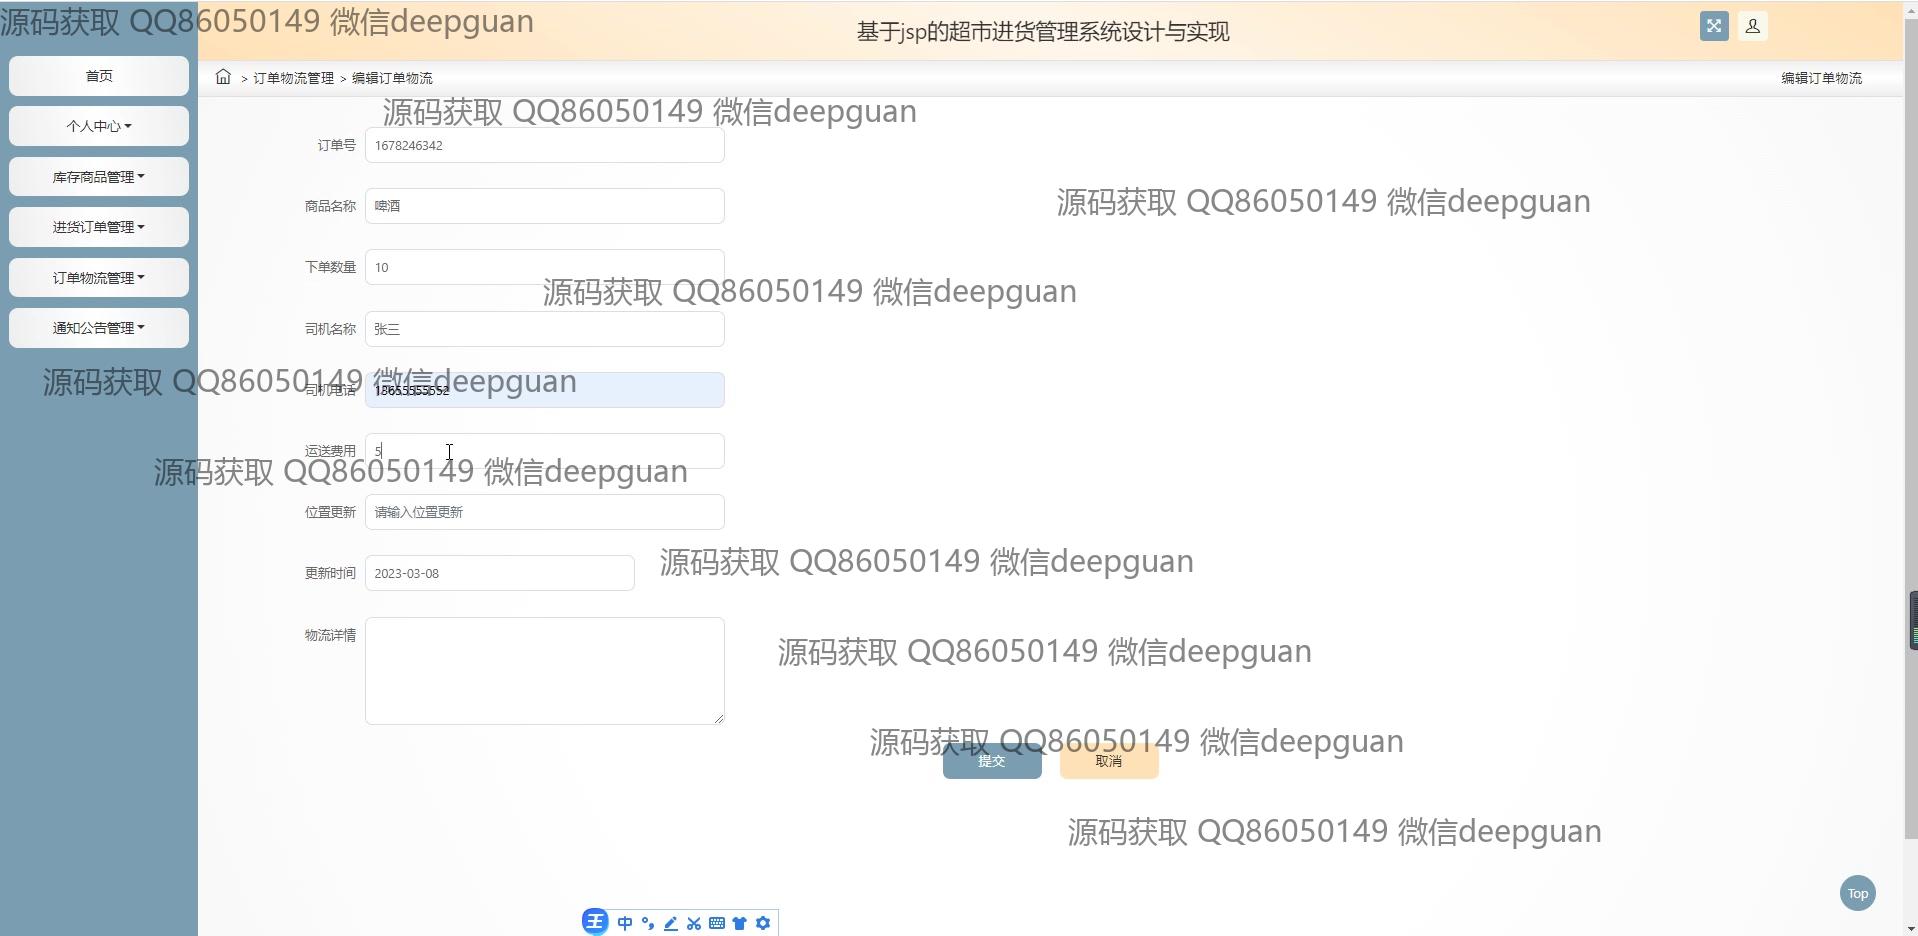 源码获取 QQ86050149 微信deepguan
基于jsp的超市进货管理系统设计与实现
首页
> 订单物流管理 > 编辑订单物流
编辑订单物流
源码获取 QQ86050149 微信deepguan
个人中心
订单号 1678246342
库存商品管理
源码获取 QQ86050149 微信deepguan
商品名称 啤酒
进货订单管理
下单数量 10
订单物流管理
源码获取 QQ86050149 微信deepguan
通知公告管理
司机名称 张三
源码获取 QQ86050149 微信deepguan
司机电话 13655555552
运送费用 5
源码获取 QQ86050149 微信deepguan
位置更新 请输入位置更新
源码获取 QQ86050149 微信deepguan
更新时间 2023-03-08
物流详情
源码获取 QQ86050149 微信deepguan
源码获取 QQ86050149 微信deepguan
提交
取消
源码获取 QQ86050149 微信deepguan
Top
王 中